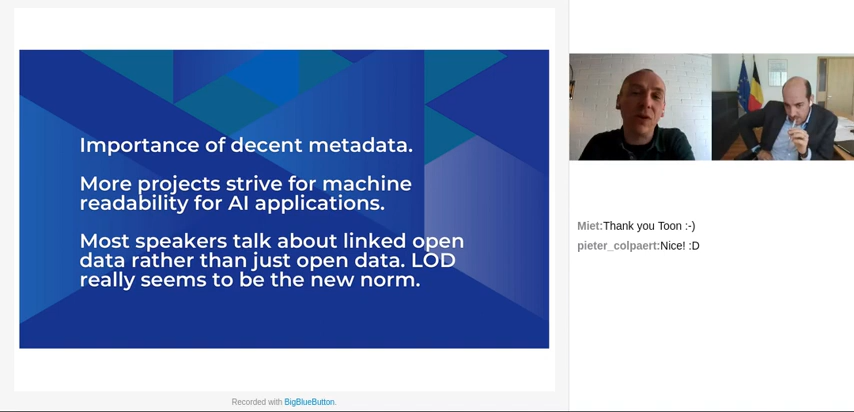 Importance of decent metadata.
More projects strive for machine
readability for AI applications.
Most speakers talk about linked open
data rather than just open data. LOD
really seems to be the new norm.
Recorded with BigBlueButton.
Miet:Thank you Toon :-)
pieter_colpaert:Nice! :D